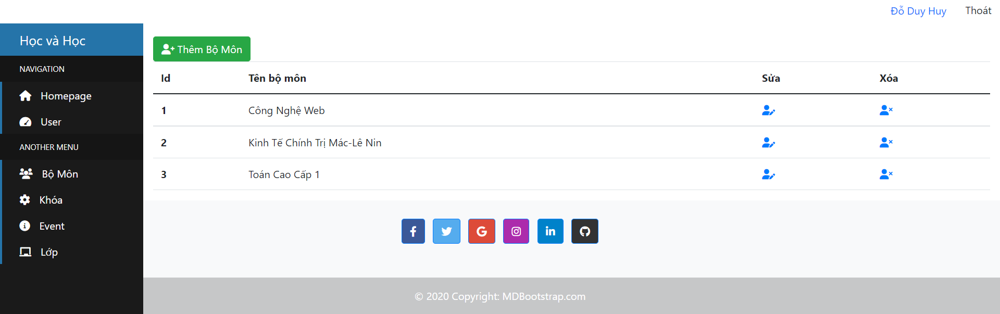 Đỗ Duy Huy Thoát
Học và Học
Thêm Bộ Môn
NAVIGATION
Homepage
User
ANOTHER MENU
Bộ Môn
Khóa
Event
Lớp
Id Tên bộ môn Sửa Xóa
1 Công Nghệ Web
2 Kinh Tế Chính Trị Mác-Lê Nin
3 Toán Cao Cấp 1
© 2020 Copyright: MDBootstrap.com